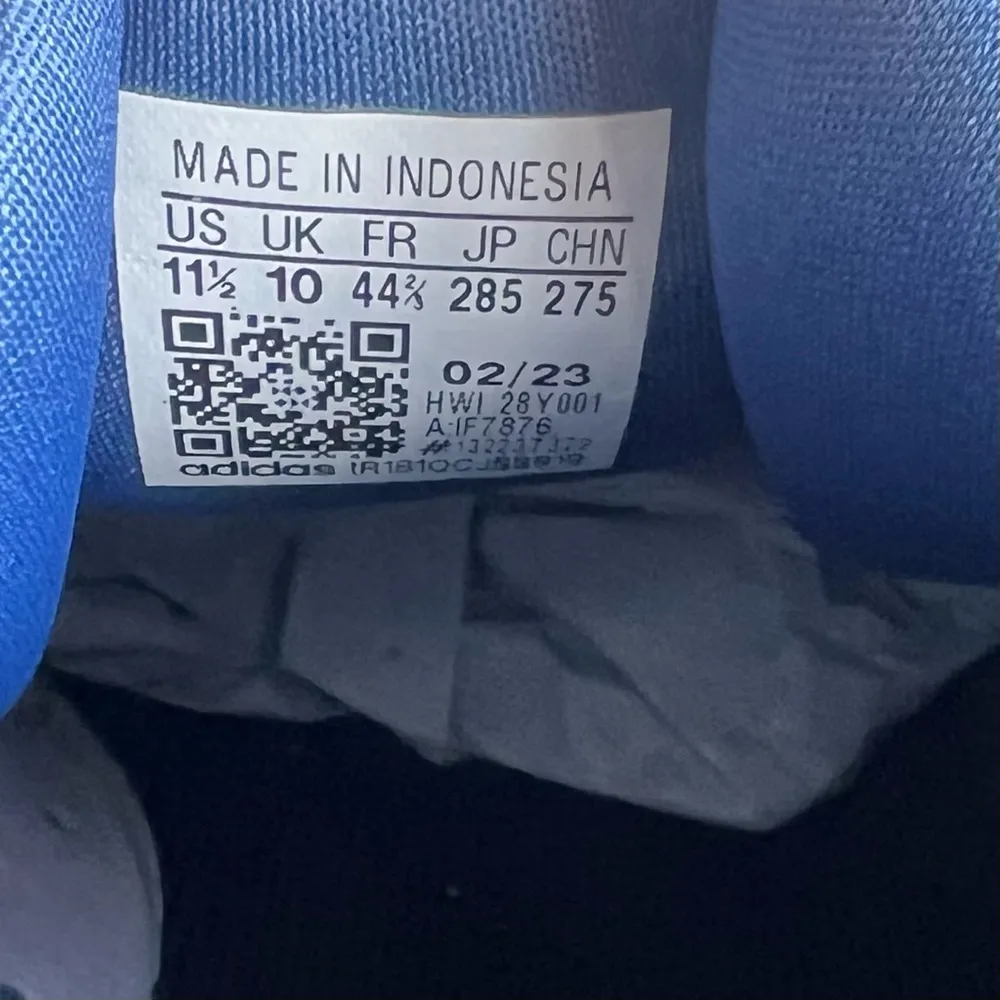 MADE IN INDONESIA
US UK FR JP CHN
11½ 10 44⅔ 285 275
02/23
HWI 28Y001
A:IF7876
adidas